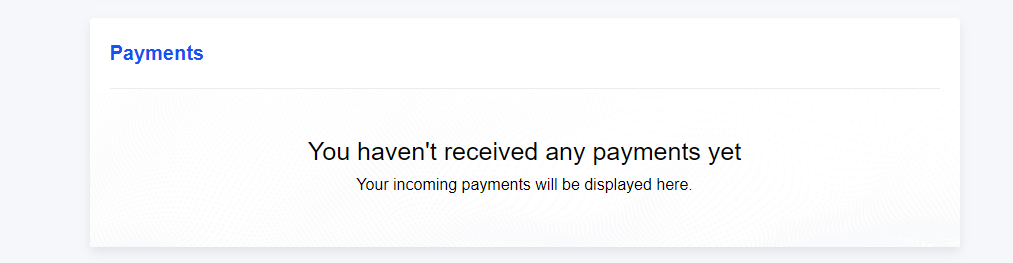 Payments
You haven't received any payments yet
Your incoming payments will be displayed here.